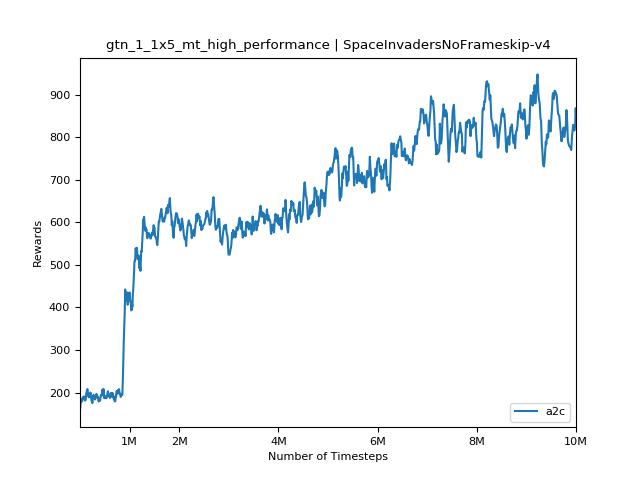 gtn_1_1x5_mt_high_performance | SpaceInvadersNoFrameskip-v4
900
800
700
600
500
400
300
200
Rewards
a2c
1M 2M 4M 6M 8M 10M
Number of Timesteps